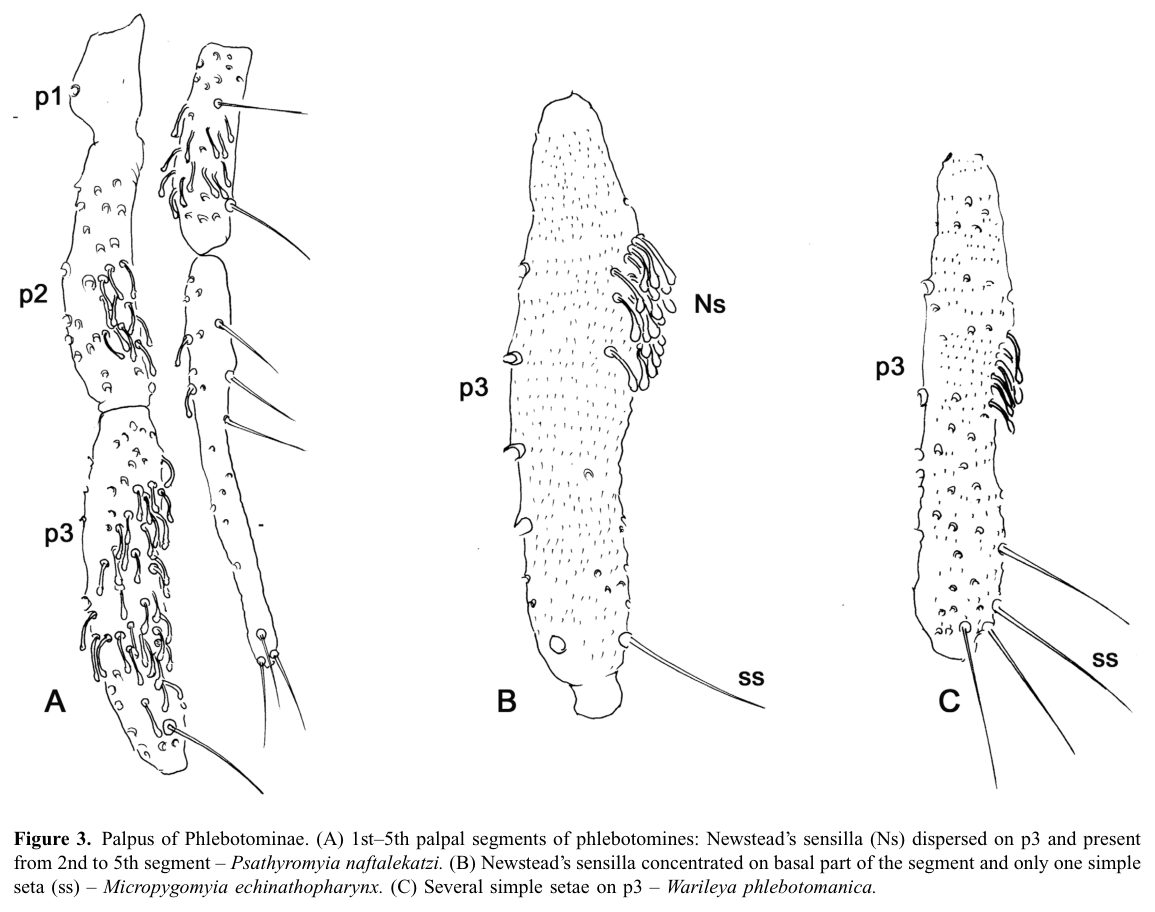 p1
p2
p3
A
p3
Ns
ss
B
p3
ss
C
Figure 3. Palpus of Phlebotominae. (A) 1st–5th palpal segments of phlebotomines: Newstead’s sensilla (Ns) dispersed on p3 and present
from 2nd to 5th segment – Psathyromyia naftalekatzi. (B) Newstead’s sensilla concentrated on basal part of the segment and only one simple
seta (ss) – Micropygomyia echinathopharynx. (C) Several simple setae on p3 – Warileya phlebotomanica.